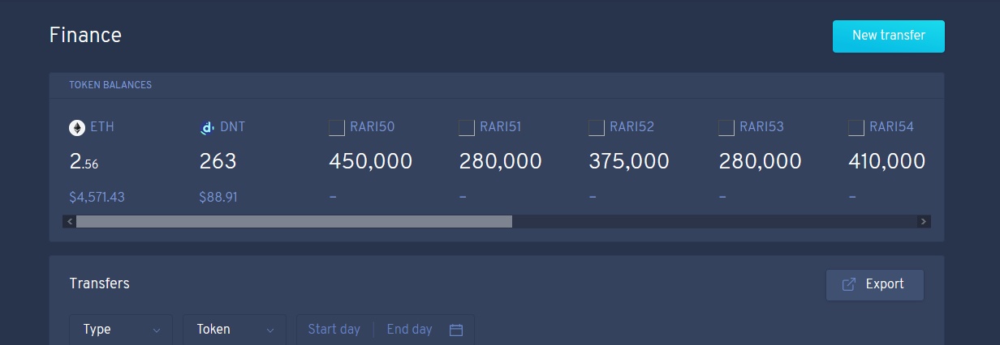 Finance
New transfer
TOKEN BALANCES
ETH DNT RARI50 RARI51 RARI52 RARI53 RARI54
2.56 263 450,000 280,000 375,000 280,000 410,000
$4,571.43 $88.91 – – – – –
Transfers
Export
Type Token Start day End day